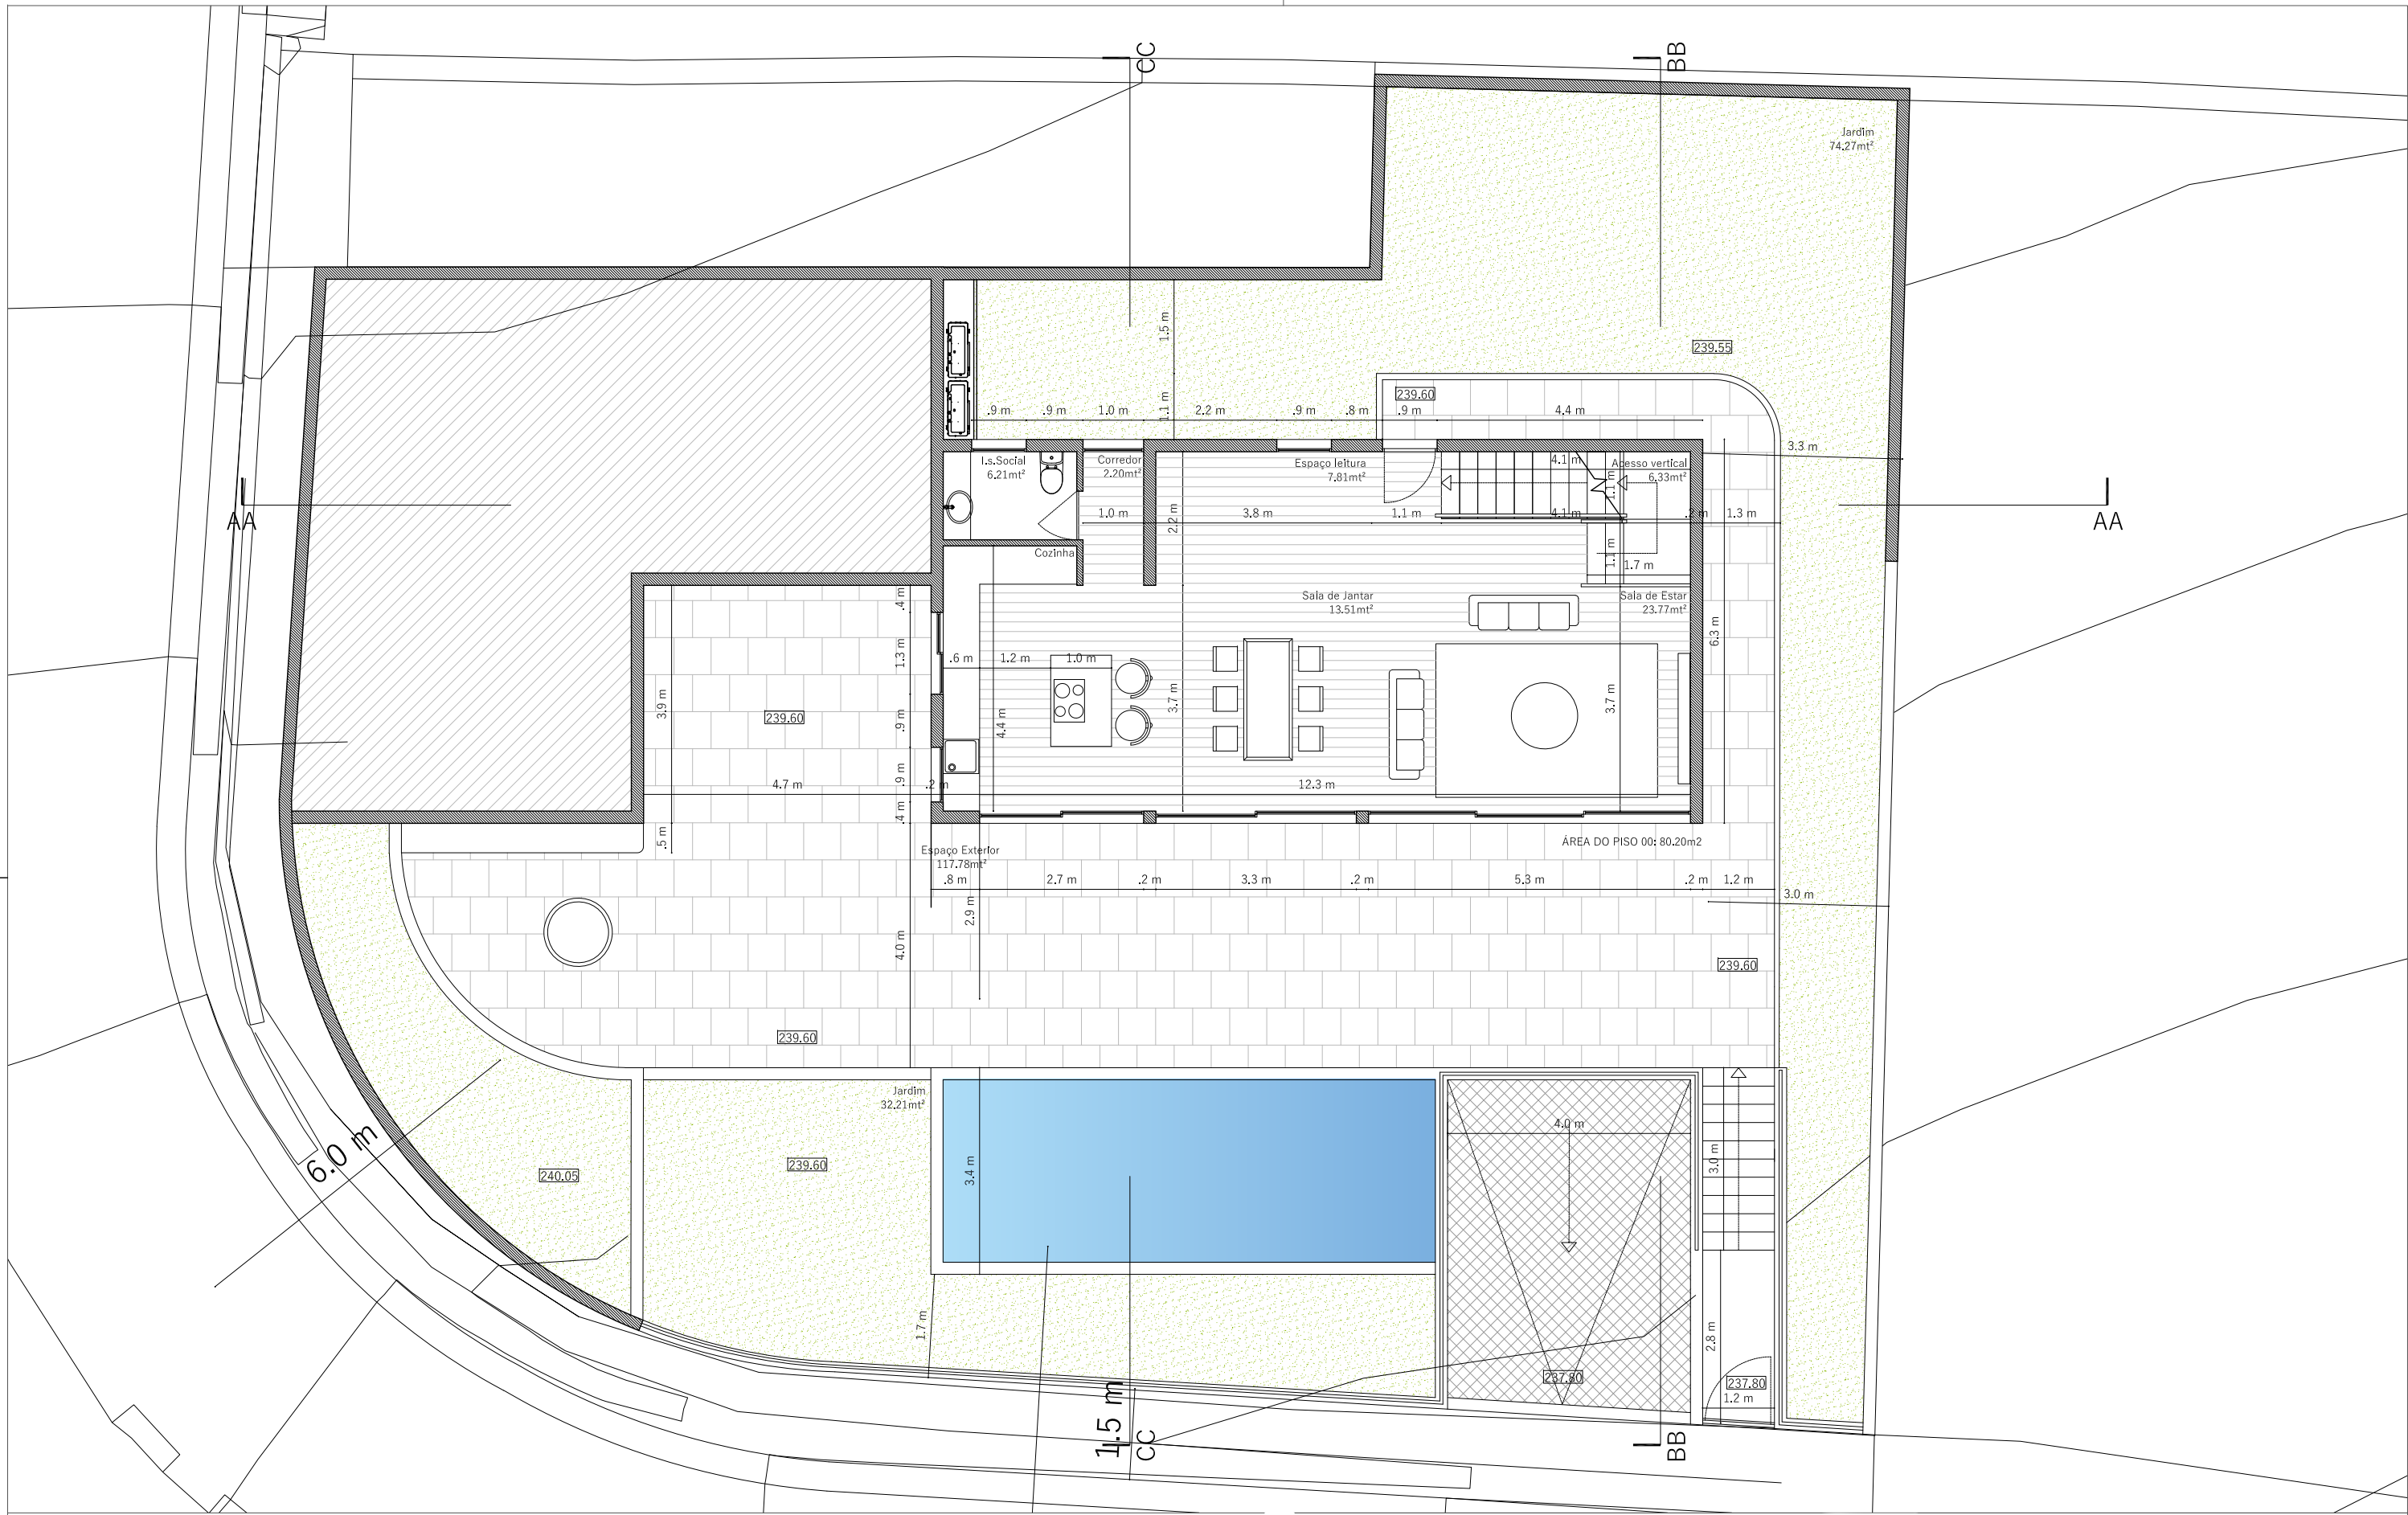 CC
BB
Jardim
74.27mt²
1.5 m
239.55
239.60
1.1 m
.9 m
.9 m
1.0 m
2.2 m
.9 m
.8 m
.9 m
4.4 m
3.3 m
I.s.Social
6.21mt²
Corredor
2.20mt²
Espaço leitura
7.81mt²
4.1 m
Acesso vertical
6.33mt²
1.1 m
AA
AA
1.0 m
2.2 m
3.8 m
1.1 m
4.1 m
.2 m
1.3 m
Cozinha
1.1 m
1.7 m
.4 m
Sala de Jantar
13.51mt²
Sala de Estar
23.77mt²
6.3 m
1.3 m
.6 m
1.2 m
1.0 m
3.9 m
239.60
.9 m
4.4 m
3.7 m
3.7 m
4.7 m
.9 m
.2 m
12.3 m
.4 m
.5 m
Espaço Exterior
117.78mt²
ÁREA DO PISO 00: 80.20m2
.8 m
2.7 m
.2 m
3.3 m
.2 m
5.3 m
.2 m
1.2 m
3.0 m
2.9 m
4.0 m
239.60
239.60
Jardim
32.21mt²
4.0 m
6.0 m
240.05
239.60
3.4 m
3.0 m
1.7 m
2.8 m
237.80
237.80
1.2 m
1.5 m
CC
BB